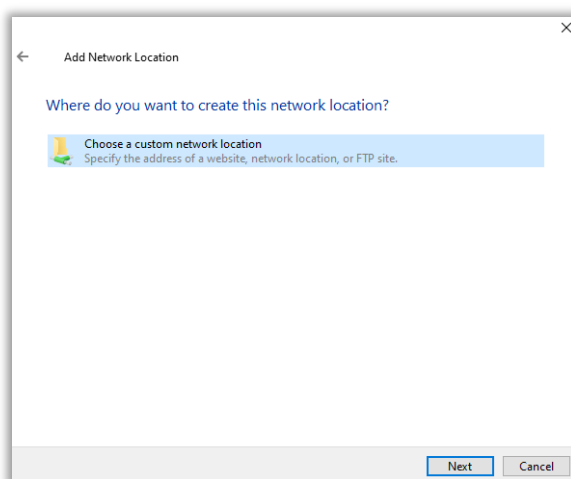 Add Network Location
Where do you want to create this network location?
Choose a custom network location
Specify the address of a website, network location, or FTP site.
Next Cancel